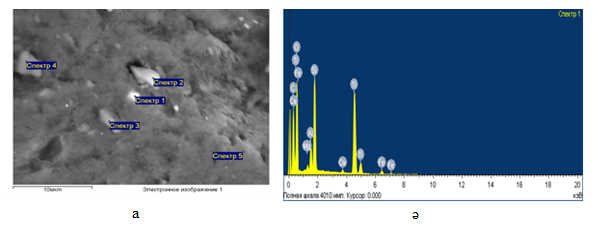 Спектр 4
Спектр 2
Спектр 1
Спектр 3
Спектр 5
10мкm
Электронное изображение 1
Спектр 1
0 2 4 6 8 10 12 14 16 18 20
Полная шкала 4010 имп. Курсор: 0.000
кэВ
а
ә